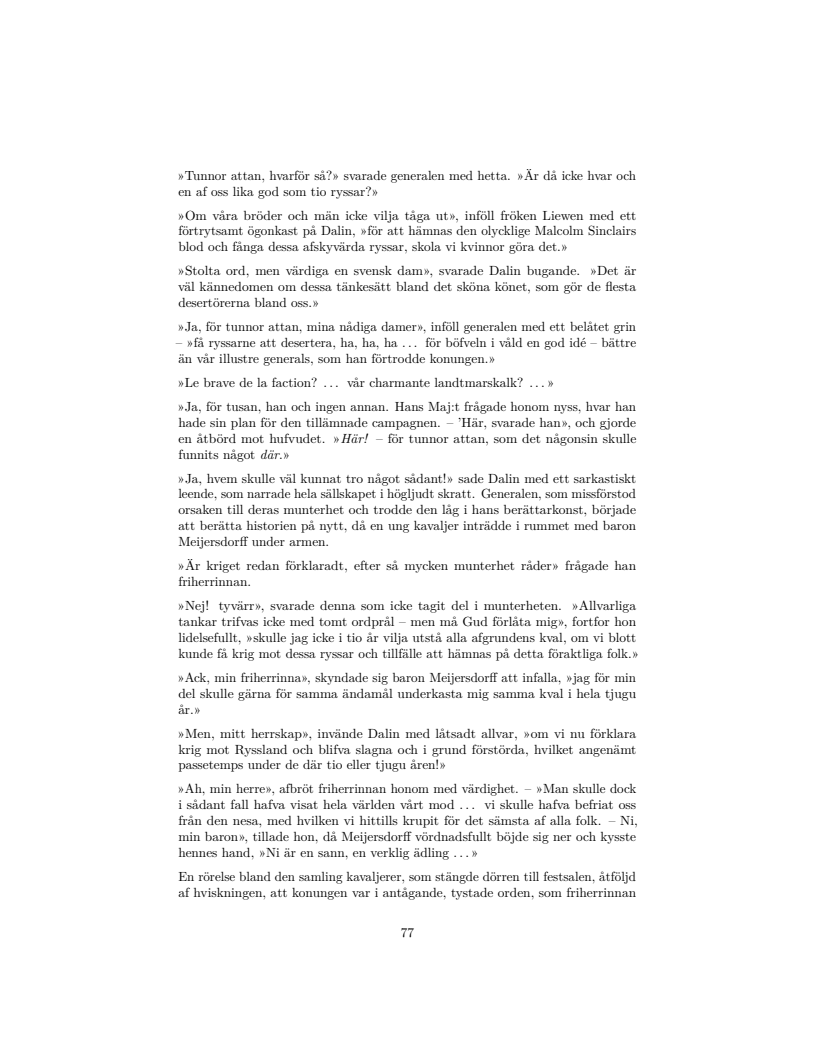 »Tunnor attan, hvarför så?» svarade generalen med hetta. »Är då icke hvar och
en af oss lika god som tio ryssar?»
»Om våra bröder och män icke vilja tåga ut», inföll fröken Liewen med ett
förtrytsamt ögonkast på Dalin, »för att hämnas den olycklige Malcolm Sinclairs
blod och fånga dessa afskyvärda ryssar, skola vi kvinnor göra det.»
»Stolta ord, men värdiga en svensk dam», svarade Dalin bugande. »Det är
väl kännedomen om dessa tänkesätt bland det sköna könet, som gör de flesta
desertörerna bland oss.»
»Ja, för tunnor attan, mina nådiga damer», inföll generalen med ett belåtet grin
– »få ryssarne att desertera, ha, ha, ha ... för böfveln i våld en god idé – bättre
än vår illustre generals, som han förtrodde konungen.»
»Le brave de la faction? ... vår charmante landtmarskalk? ... »
»Ja, för tusan, han och ingen annan. Hans Maj:t frågade honom nyss, hvar han
hade sin plan för den tillämnade campagnen. – ’Här, svarade han», och gjorde
en åtbörd mot hufvudet. »Här! – för tunnor attan, som det någonsin skulle
funnits något där.»
»Ja, hvem skulle väl kunnat tro något sådant!» sade Dalin med ett sarkastiskt
leende, som narrade hela sällskapet i högljudt skratt. Generalen, som missförstod
orsaken till deras munterhet och trodde den låg i hans berättarkonst, började
att berätta historien på nytt, då en ung kavaljer inträdde i rummet med baron
Meijersdorff under armen.
»Är kriget redan förklaradt, efter så mycken munterhet råder» frågade han
friherrinnan.
»Nej! tyvärr», svarade denna som icke tagit del i munterheten. »Allvarliga
tankar trifvas icke med tomt ordprål – men må Gud förlåta mig», fortfor hon
lidelsefullt, »skulle jag icke i tio år vilja utstå alla afgrundens kval, om vi blott
kunde få krig mot dessa ryssar och tillfälle att hämnas på detta föraktliga folk.»
»Ack, min friherrinna», skyndade sig baron Meijersdorff att infalla, »jag för min
del skulle gärna för samma ändamål underkasta mig samma kval i hela tjugu
år.»
»Men, mitt herrskap», invände Dalin med låtsadt allvar, »om vi nu förklara
krig mot Ryssland och blifva slagna och i grund förstörda, hvilket angenämt
passetemps under de där tio eller tjugu åren!»
»Ah, min herre», afbröt friherrinnan honom med värdighet. – »Man skulle dock
i sådant fall hafva visat hela världen vårt mod ... vi skulle hafva befriat oss
från den nesa, med hvilken vi hittills krupit för det sämsta af alla folk. – Ni,
min baron», tillade hon, då Meijersdorff vördnadsfullt böjde sig ner och kysste
hennes hand, »Ni är en sann, en verklig ädling ... »
En rörelse bland den samling kavaljerer, som stängde dörren till festsalen, åtföljd
af hviskningen, att konungen var i antågande, tystade orden, som friherrinnan
77